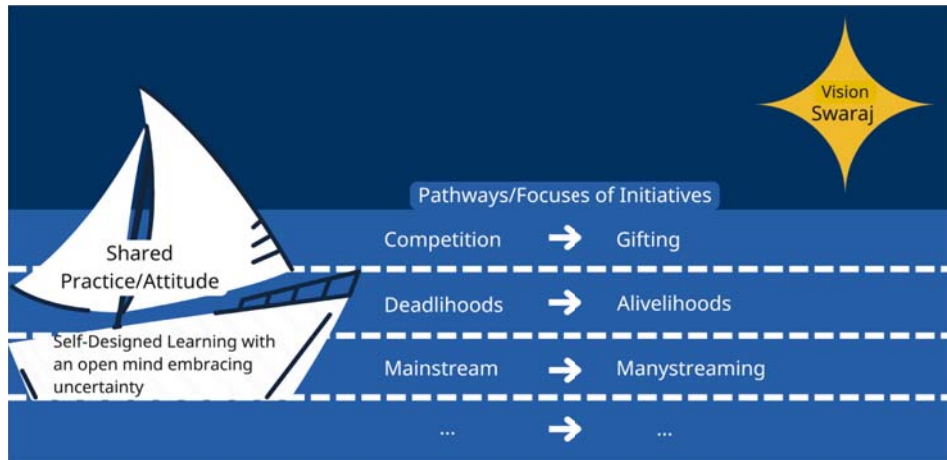 Vision
Swaraj
Pathways/Focuses of Initiatives
Competition → Gifting
Shared
Practice/Attitude
Deadlihoods → Alivelihoods
Self-Designed Learning with
an open mind embracing
uncertainty
Mainstream → Manystreaming
... → ...